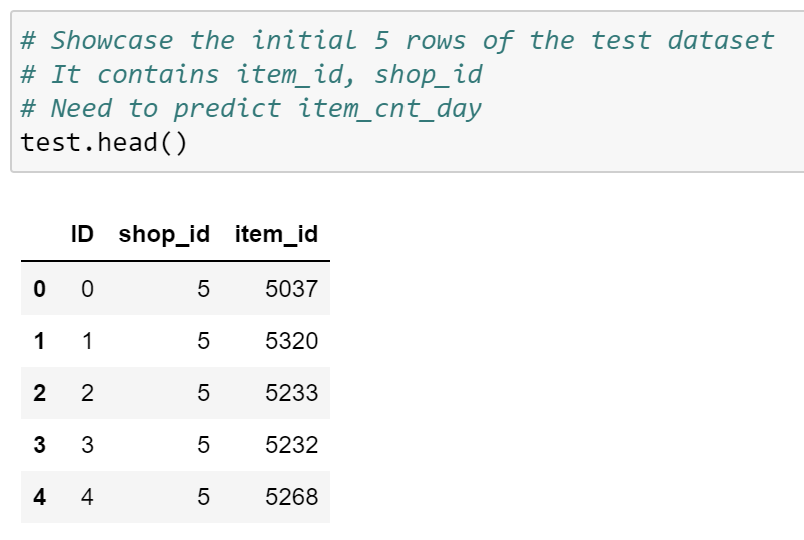 # Showcase the initial 5 rows of the test dataset
# It contains item_id, shop_id
# Need to predict item_cnt_day
test.head()
ID shop_id item_id
0 0 5 5037
1 1 5 5320
2 2 5 5233
3 3 5 5232
4 4 5 5268